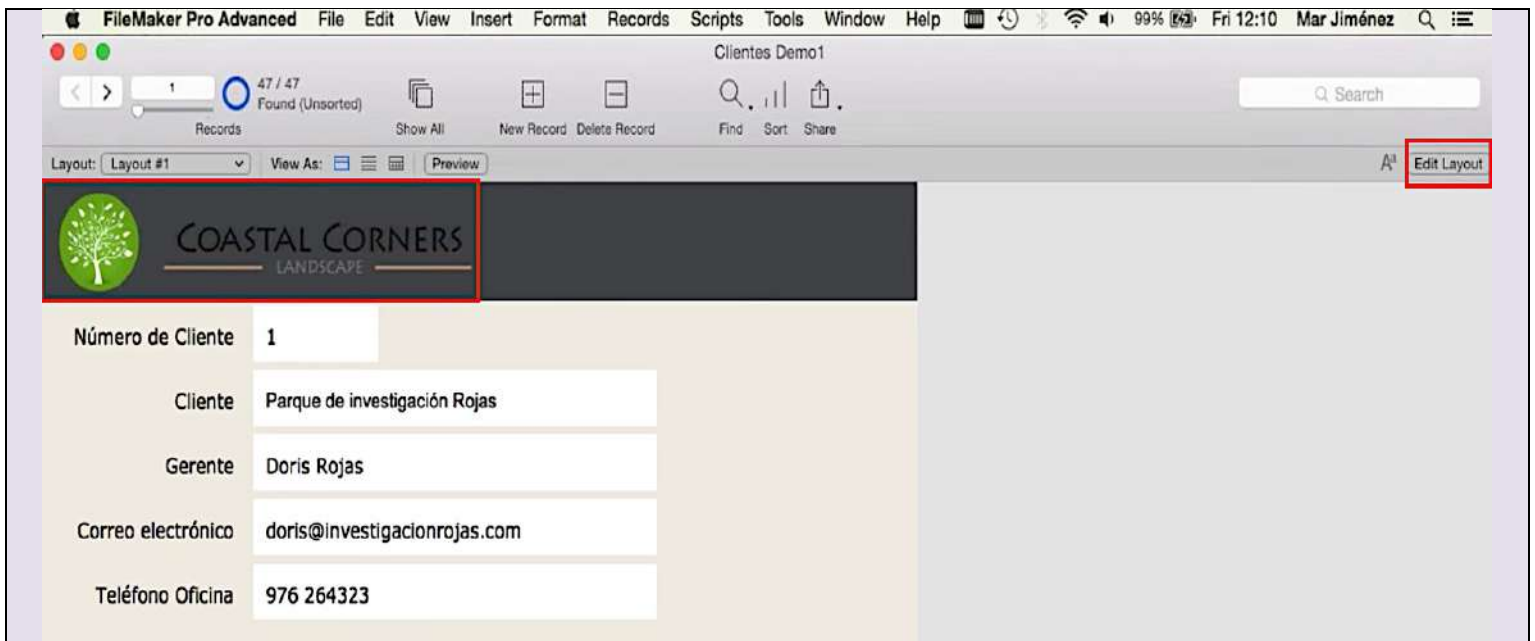 FileMaker Pro Advanced File Edit View Insert Format Records Scripts Tools Window Help 99% Fri 12:10 Mar Jiménez
Clientes Demo1
1 47 / 47 Found (Unsorted) Search
Records Show All New Record Delete Record Find Sort Share
Layout: Layout #1 View As: Preview Aa Edit Layout
COASTAL CORNERS
LANDSCAPE
Número de Cliente 1
Cliente Parque de investigación Rojas
Gerente Doris Rojas
Correo electrónico doris@investigacionrojas.com
Teléfono Oficina 976 264323